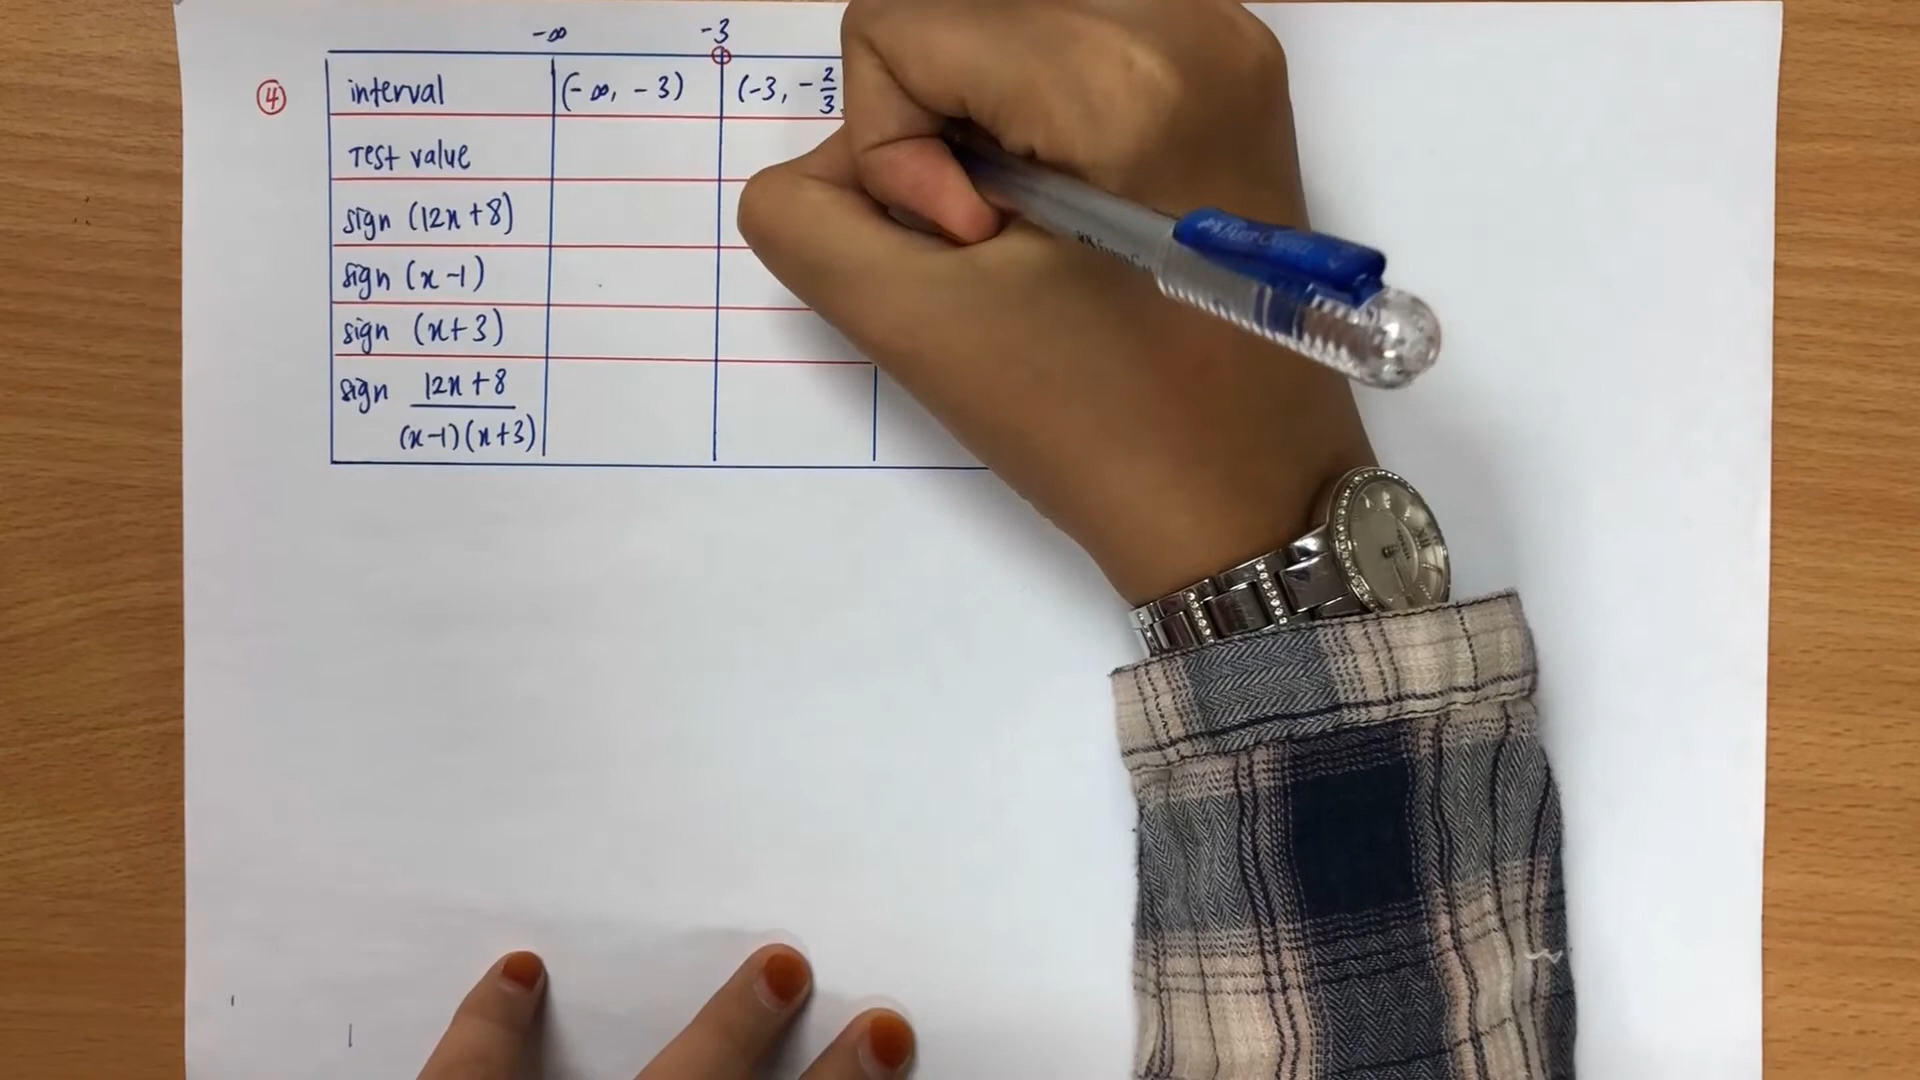 -∞ -3
④ interval (-∞, -3) (-3, -2/3
Test value
sign (12x+8)
sign (x-1)
sign (x+3)
sign 12x+8
(x-1)(x+3)